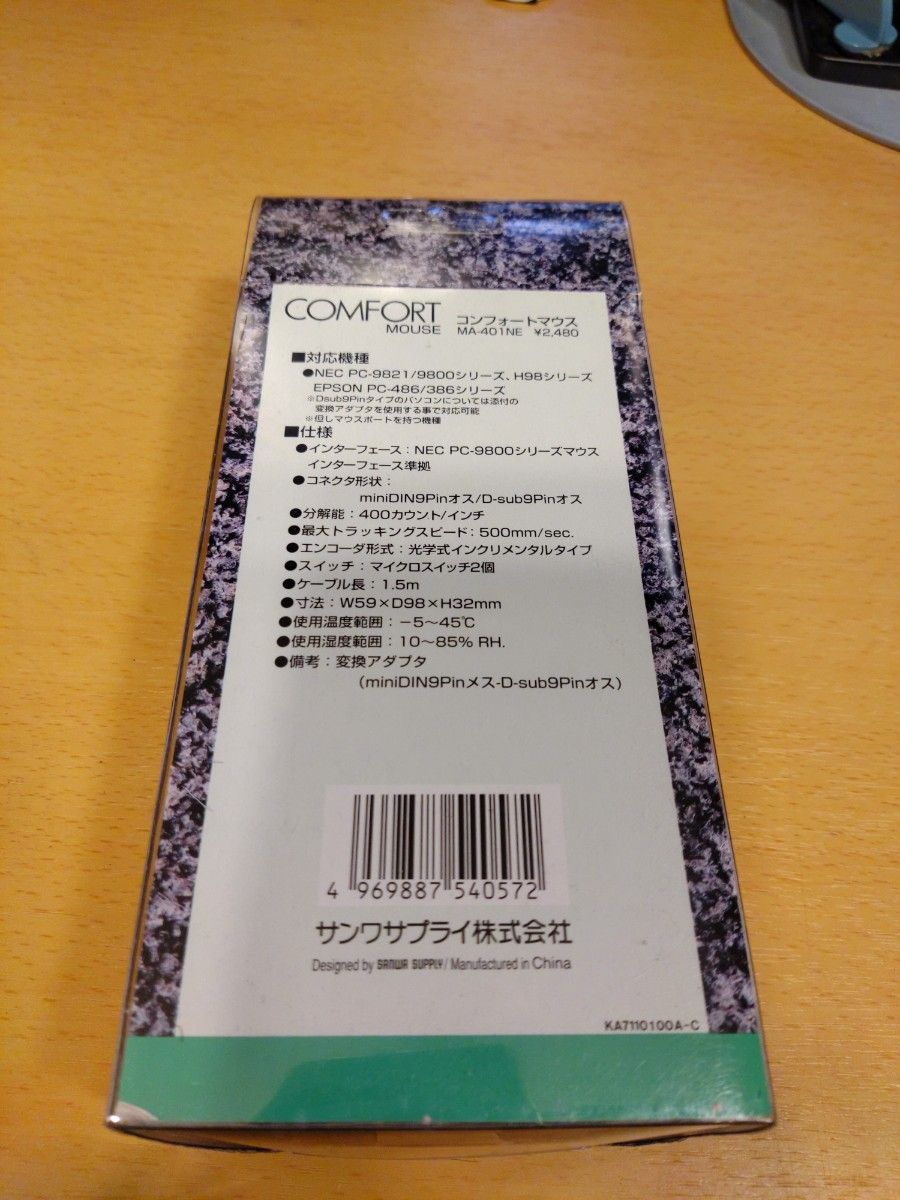 COMFORT
MOUSE
コンフォートマウス
MA-401NE ¥2,480
■対応機種
●NEC PC-9821/9800シリーズ、H98シリーズ
EPSON PC-486/386シリーズ
※Dsub9Pinタイプのパソコンについては添付の
変換アダプタを使用する事で対応可能
※但しマウスポートを持つ機種
■仕様
●インターフェース：NEC PC-9800シリーズマウス
インターフェース準拠
●コネクタ形状：
miniDIN9Pinオス/D-sub9Pinオス
●分解能：400カウント/インチ
●最大トラッキングスピード：500mm/sec.
●エンコーダ形式：光学式インクリメンタルタイプ
●スイッチ：マイクロスイッチ2個
●ケーブル長：1.5m
●寸法：W59×D98×H32mm
●使用温度範囲：−5〜45℃
●使用湿度範囲：10〜85% RH.
●備考：変換アダプタ
（miniDIN9Pinメス-D-sub9Pinオス）
4 969887 540572
サンワサプライ株式会社
Designed by SANWA SUPPLY / Manufactured in China
KA7110100A-C